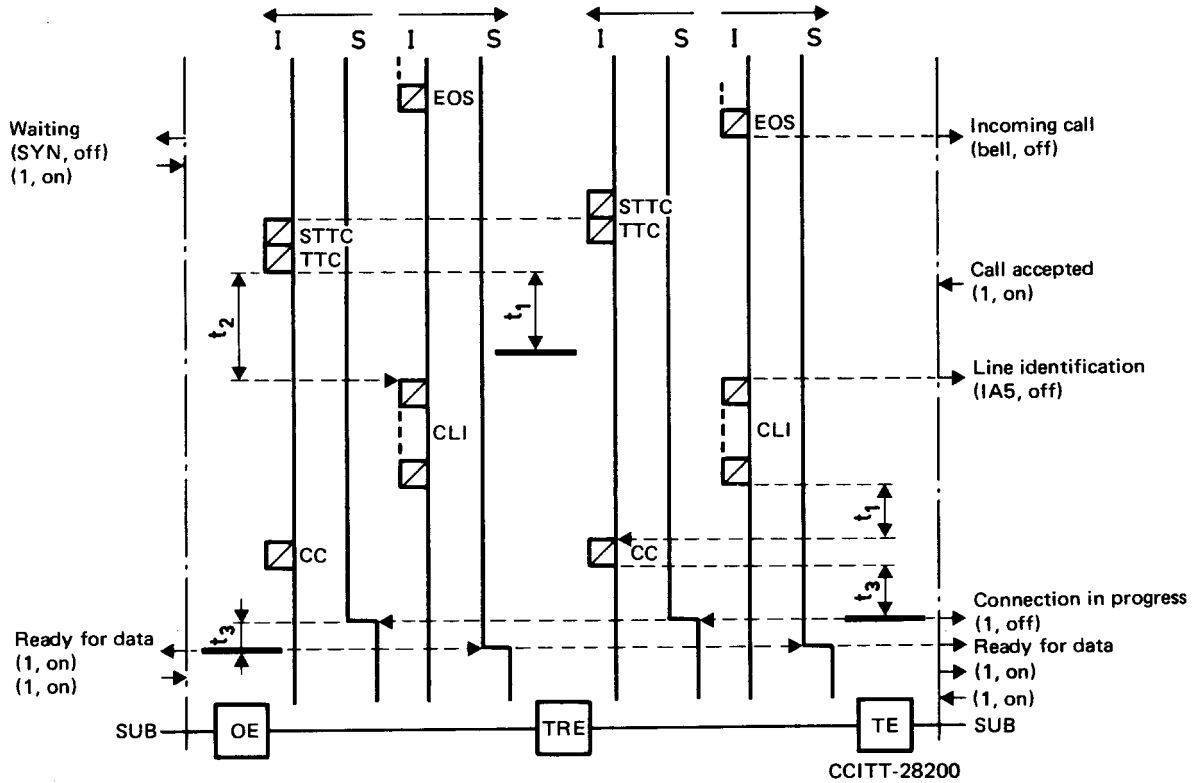 I S I S I S I S
EOS
EOS
Waiting
(SYN, off)
(1, on)
Incoming call
(bell, off)
STTC
TTC
STTC
TTC
Call accepted
(1, on)
t2
t1
Line identification
(IA5, off)
CLI
CLI
t1
CC
CC
t3
Connection in progress
(1, off)
t3
Ready for data
(1, on)
(1, on)
Ready for data
(1, on)
(1, on)
SUB OE TRE TE SUB
CCITT-28200